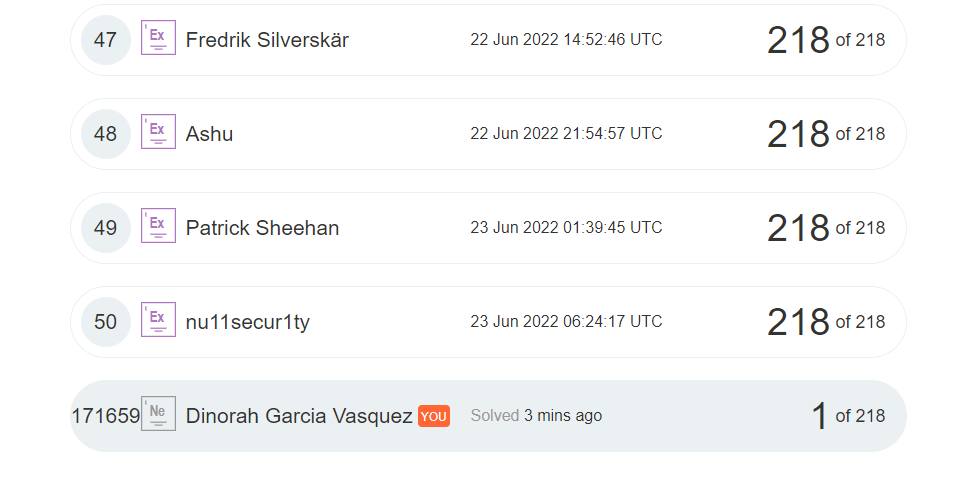 47 Ex Fredrik Silverskär 22 Jun 2022 14:52:46 UTC 218 of 218
48 Ex Ashu 22 Jun 2022 21:54:57 UTC 218 of 218
49 Ex Patrick Sheehan 23 Jun 2022 01:39:45 UTC 218 of 218
50 Ex nu11secur1ty 23 Jun 2022 06:24:17 UTC 218 of 218
171659 Ne Dinorah Garcia Vasquez YOU Solved 3 mins ago 1 of 218